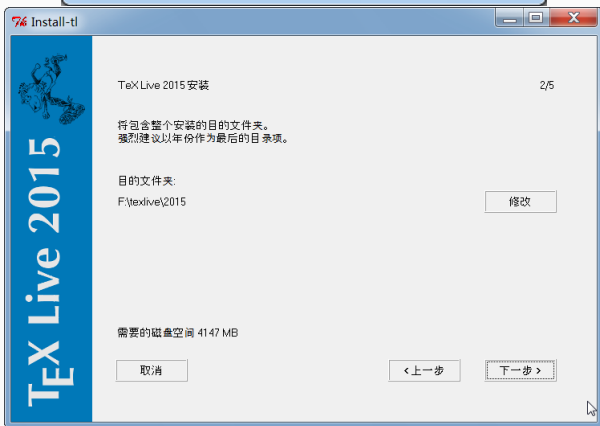 Install-tl
TeX Live 2015 安装
2/5
将包含整个安装的目的文件夹。
强烈建议以年份作为最后的目录项。
目的文件夹:
F:\texlive\2015
修改
需要的磁盘空间 4147 MB
取消
<上一步
下一步>
TEX Live 2015